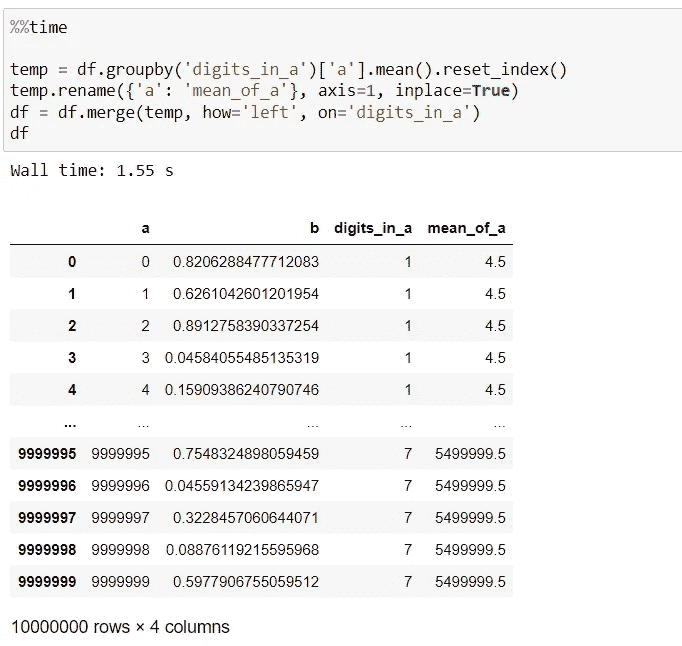 %%time
temp = df.groupby('digits_in_a')['a'].mean().reset_index()
temp.rename({'a': 'mean_of_a'}, axis=1, inplace=True)
df = df.merge(temp, how='left', on='digits_in_a')
df
Wall time: 1.55 s
a b digits_in_a mean_of_a
0 0 0.8206288477712083 1 4.5
1 1 0.6261042601201954 1 4.5
2 2 0.8912758390337254 1 4.5
3 3 0.04584055485135319 1 4.5
4 4 0.15909386240790746 1 4.5
... ... ... ... ...
9999995 9999995 0.7548324898059459 7 5499999.5
9999996 9999996 0.04559134239865947 7 5499999.5
9999997 9999997 0.3228457060644071 7 5499999.5
9999998 9999998 0.08876119215595968 7 5499999.5
9999999 9999999 0.5977906755059512 7 5499999.5
10000000 rows × 4 columns